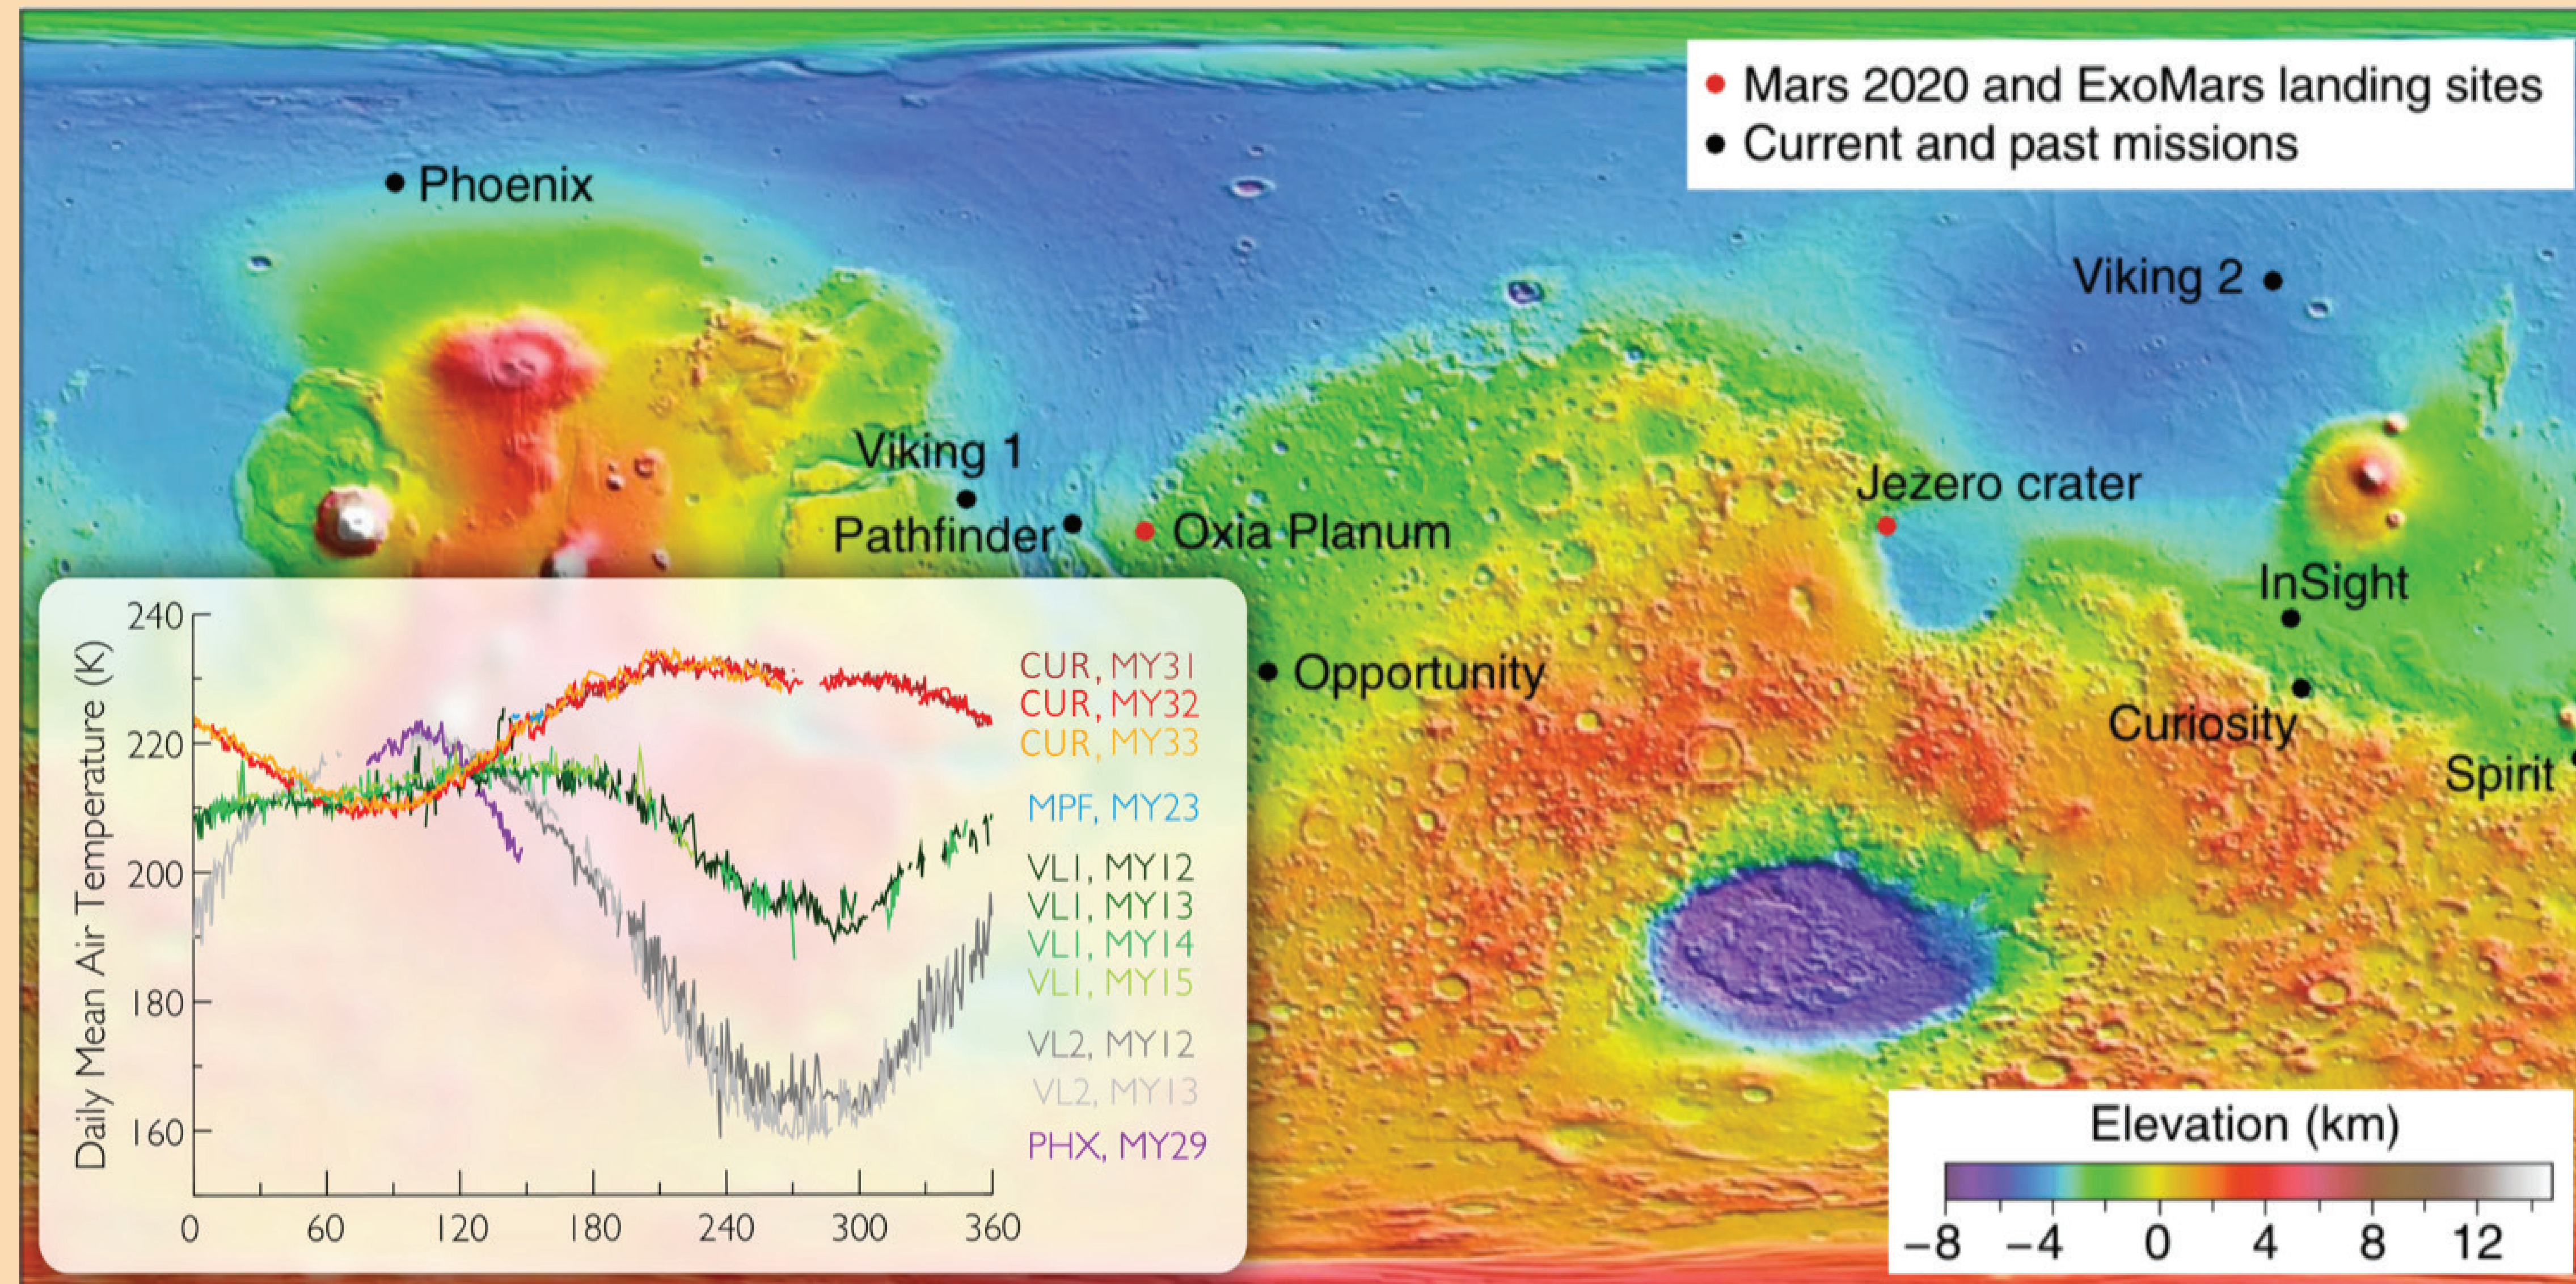 Mars 2020 and ExoMars landing sites
Current and past missions
Phoenix
Viking 2
Viking 1
Jezero crater
Pathfinder
Oxia Planum
InSight
Opportunity
Curiosity
Spirit
Daily Mean Air Temperature (K)
240
220
200
180
160
0 60 120 180 240 300 360
CUR, MY31
CUR, MY32
CUR, MY33
MPF, MY23
VL1, MY12
VL1, MY13
VL1, MY14
VL1, MY15
VL2, MY12
VL2, MY13
PHX, MY29
Elevation (km)
−8 −4 0 4 8 12